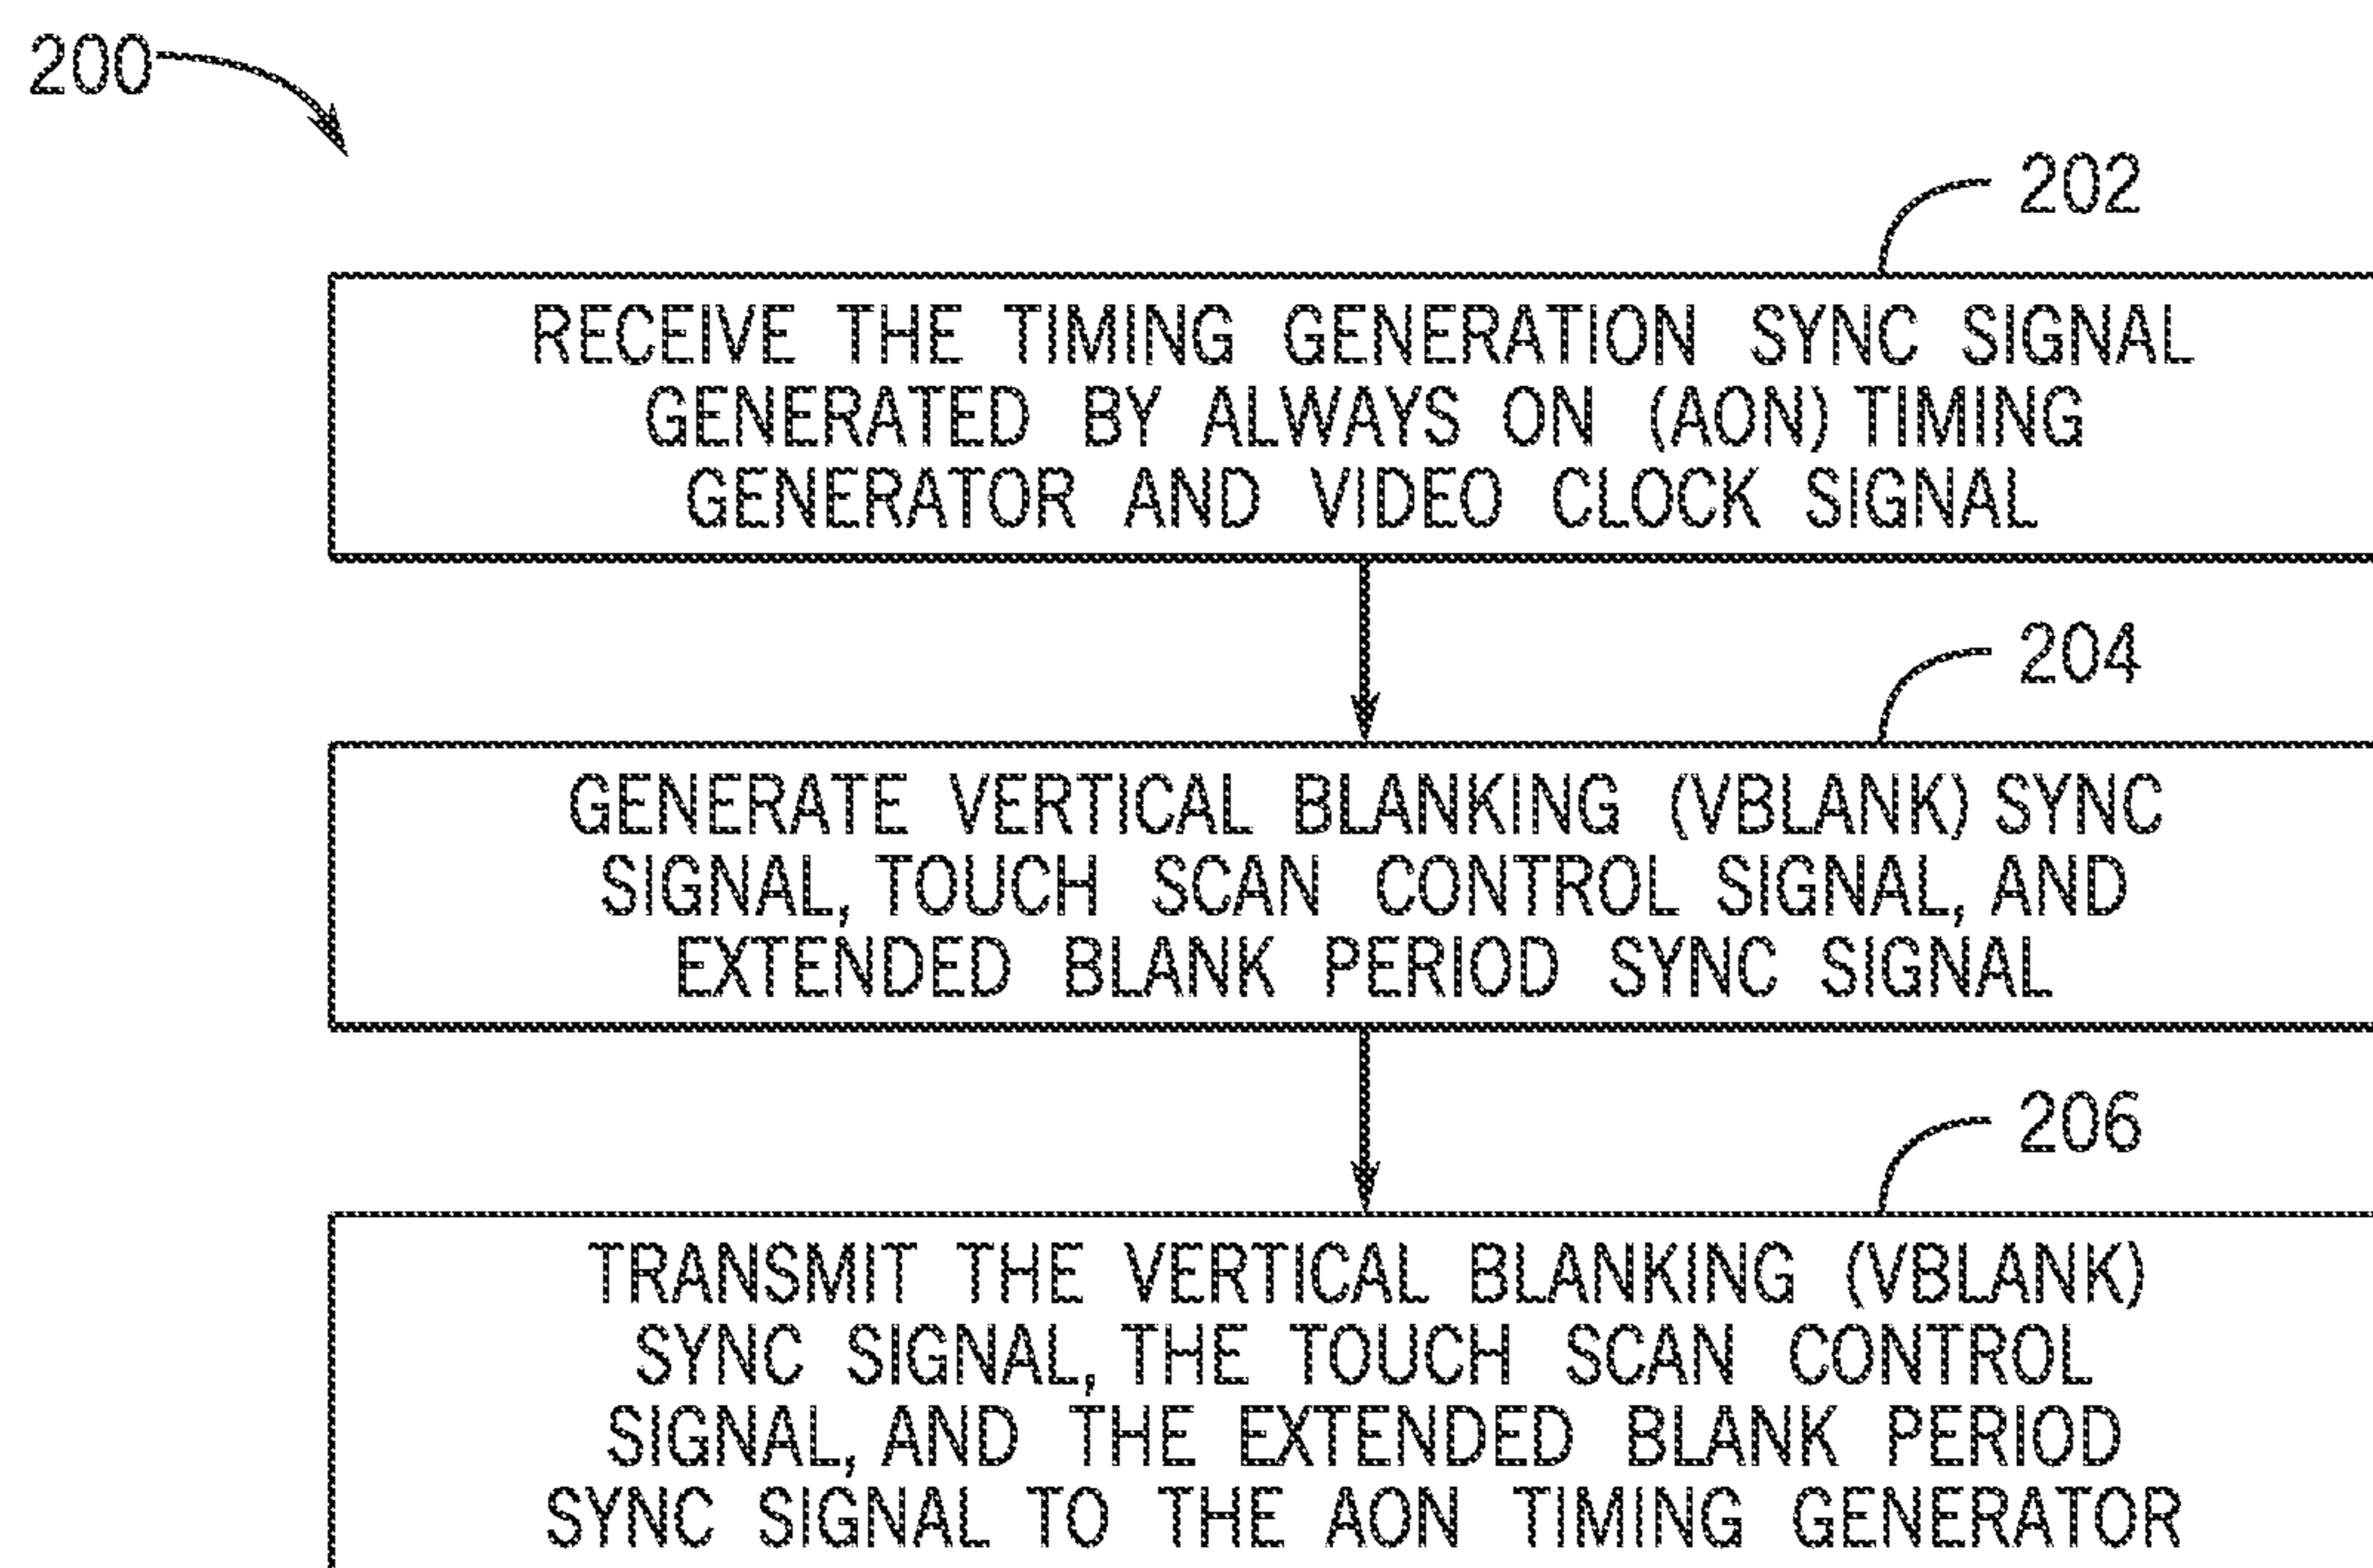 200
202
RECEIVE THE TIMING GENERATION SYNC SIGNAL
GENERATED BY ALWAYS ON (AON) TIMING
GENERATOR AND VIDEO CLOCK SIGNAL
204
GENERATE VERTICAL BLANKING (VBLANK) SYNC
SIGNAL, TOUCH SCAN CONTROL SIGNAL, AND
EXTENDED BLANK PERIOD SYNC SIGNAL
206
TRANSMIT THE VERTICAL BLANKING (VBLANK)
SYNC SIGNAL, THE TOUCH SCAN CONTROL
SIGNAL, AND THE EXTENDED BLANK PERIOD
SYNC SIGNAL TO THE AON TIMING GENERATOR